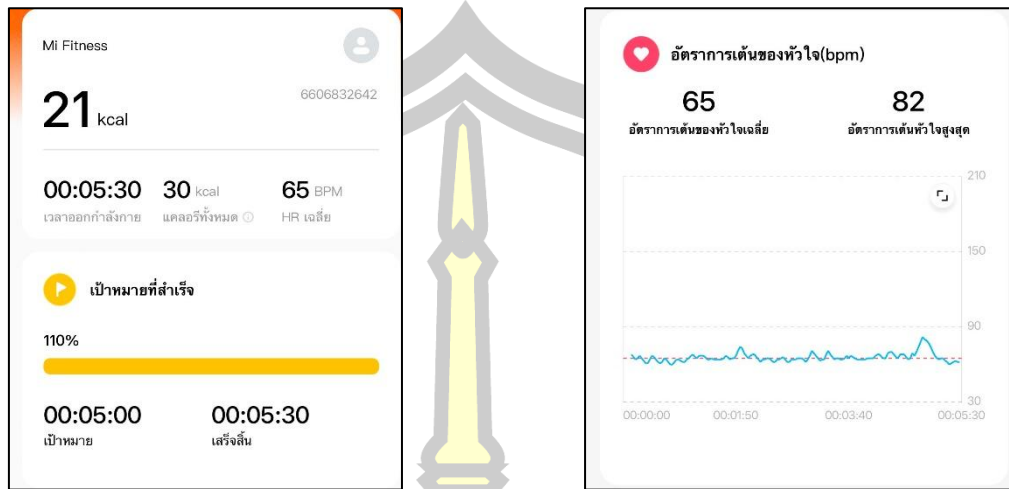 Mi Fitness
6606832642
21 kcal
00:05:30 30 kcal 65 BPM
เวลาออกกำลังกาย แคลอรีทั้งหมด HR เฉลี่ย
เป้าหมายที่สำเร็จ
110%
00:05:00 00:05:30
เป้าหมาย เสร็จสิ้น
อัตราการเต้นของหัวใจ(bpm)
65 82
อัตราการเต้นของหัวใจเฉลี่ย อัตราการเต้นหัวใจสูงสุด
210
150
90
30
00:00:00 00:01:50 00:03:40 00:05:30